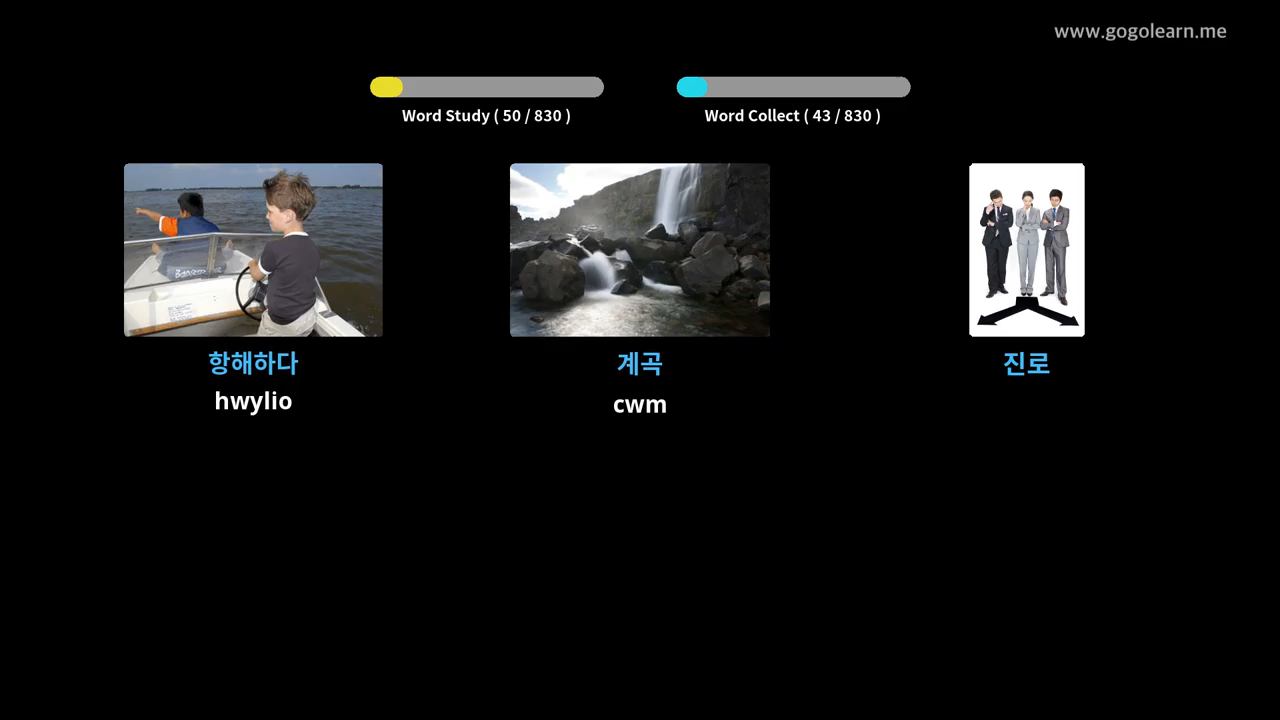 www.gogolearn.me
Word Study ( 50 / 830 )
Word Collect ( 43 / 830 )
항해하다
hwylio
계곡
cwm
진로